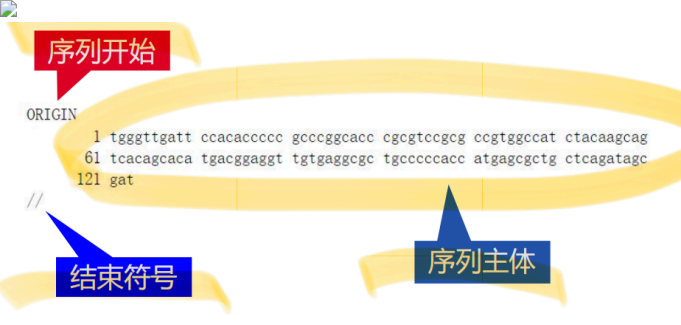 序列开始
ORIGIN
1 tgggttgatt ccacaccccc gcccggcacc cgcgtccgcg ccgtggccat ctacaagcag
61 tcacagcaca tgacggaggt tgtgaggcgc tgcccccacc atgagcgctg ctcagatagc
121 gat
//
序列主体
结束符号